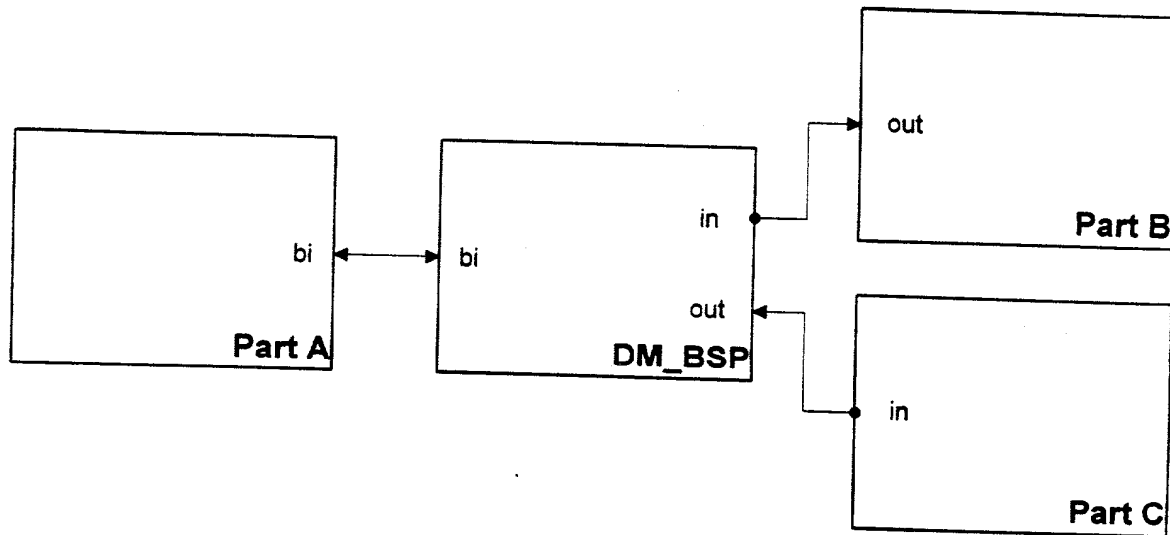 bi
Part A
bi
in
out
DM_BSP
out
Part B
in
Part C